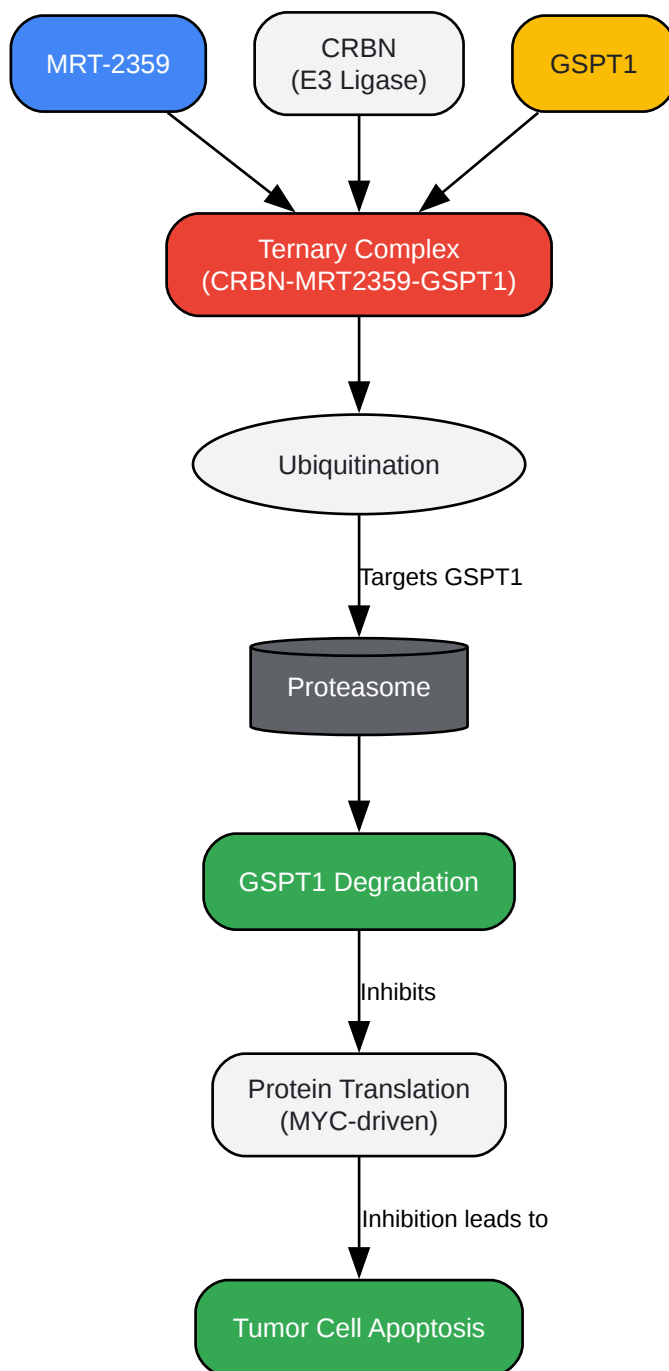 MRT-2359
CRBN
(E3 Ligase)
GSPT1
Ternary Complex
(CRBN-MRT2359-GSPT1)
Ubiquitination
Targets GSPT1
Proteasome
GSPT1 Degradation
Inhibits
Protein Translation
(MYC-driven)
Inhibition leads to
Tumor Cell Apoptosis